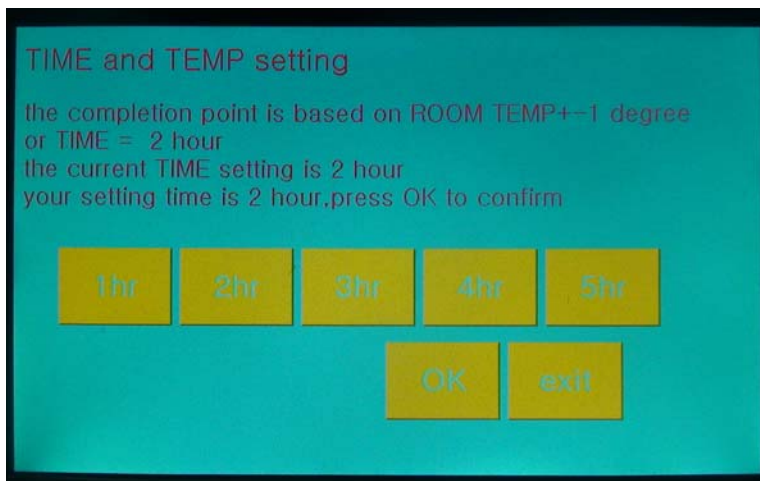 TIME and TEMP setting
the completion point is based on ROOM TEMP+-1 degree
or TIME = 2 hour
the current TIME setting is 2 hour
your setting time is 2 hour,press OK to confirm
1hr 2hr 3hr 4hr 5hr
OK exit